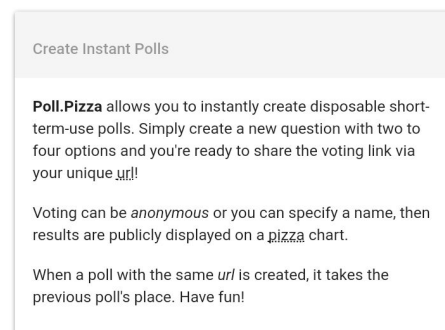 Create Instant Polls
Poll.Pizza allows you to instantly create disposable short-
term-use polls. Simply create a new question with two to
four options and you're ready to share the voting link via
your unique url!
Voting can be anonymous or you can specify a name, then
results are publicly displayed on a pizza chart.
When a poll with the same url is created, it takes the
previous poll's place. Have fun!